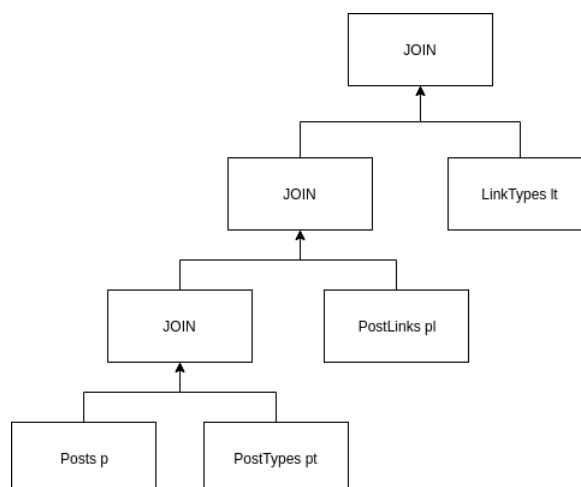 JOIN
JOIN
LinkTypes lt
JOIN
PostLinks pl
Posts p
PostTypes pt